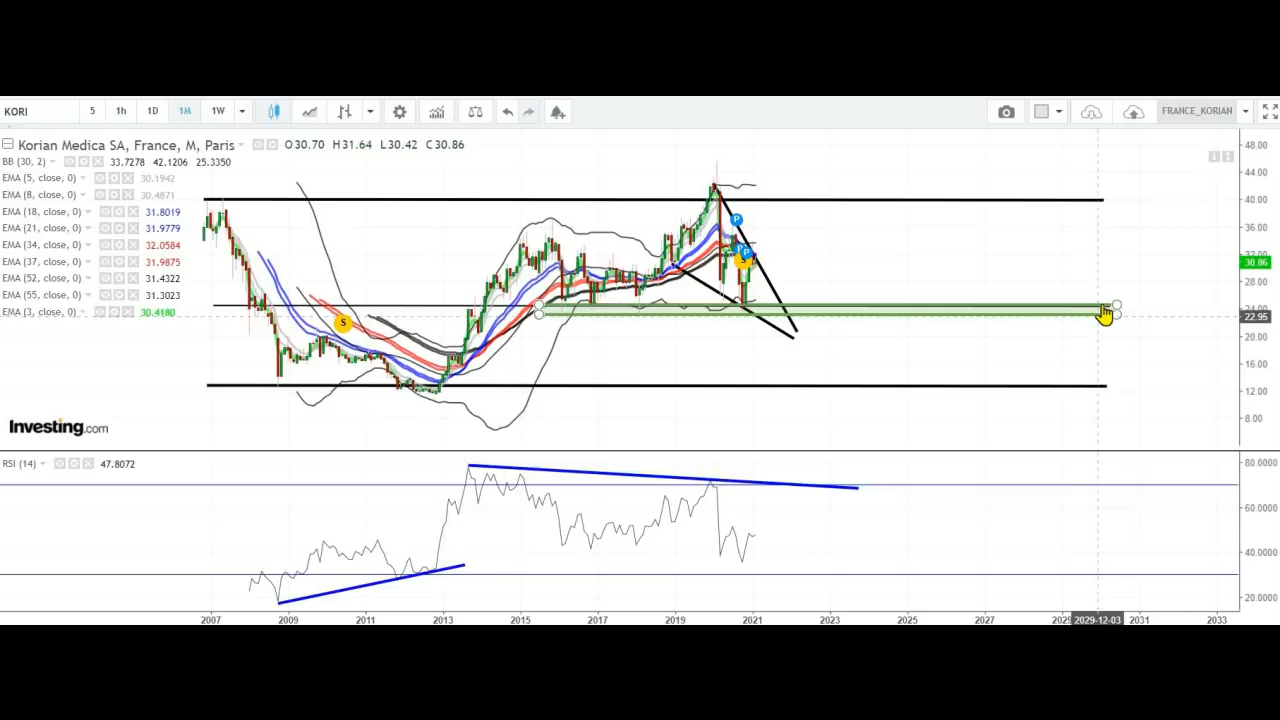 KORI 5 1h 1D 1M 1W FRANCE_KORIAN
Korian Medica SA, France, M, Paris O30.70 H31.64 L30.42 C30.86
BB (30, 2) 33.7278 42.1206 25.3350
EMA (5, close, 0) 30.1942
EMA (8, close, 0) 30.4871
EMA (18, close, 0) 31.8019
EMA (21, close, 0) 31.9779
EMA (34, close, 0) 32.0584
EMA (37, close, 0) 31.9875
EMA (52, close, 0) 31.4322
EMA (55, close, 0) 31.3023
EMA (3, close, 0) 30.4180
48.00
44.00
40.00
36.00
30.86
28.00
24.00
22.95
20.00
16.00
12.00
8.00
P
P
S
S
Investing.com
RSI (14) 47.8072
80.0000
60.0000
40.0000
20.0000
2007 2009 2011 2013 2015 2017 2019 2021 2023 2025 2027 2029-12-03 2031 2033